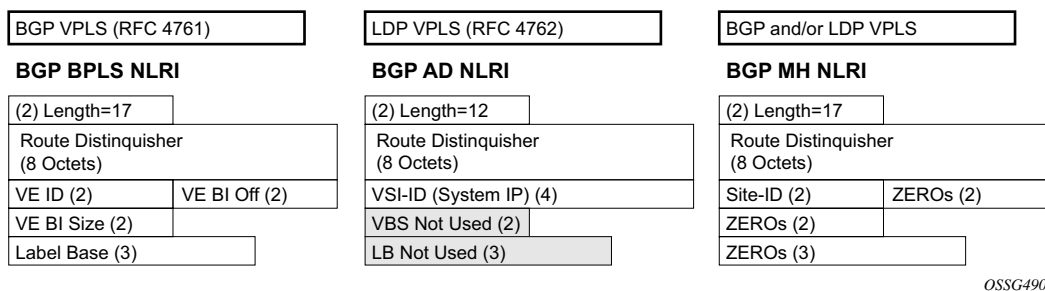 BGP VPLS (RFC 4761)
BGP BPLS NLRI
(2) Length=17
Route Distinquisher
(8 Octets)
VE ID (2)
VE BI Off (2)
VE BI Size (2)
Label Base (3)
LDP VPLS (RFC 4762)
BGP AD NLRI
(2) Length=12
Route Distinquisher
(8 Octets)
VSI-ID (System IP) (4)
VBS Not Used (2)
LB Not Used (3)
BGP and/or LDP VPLS
BGP MH NLRI
(2) Length=17
Route Distinquisher
(8 Octets)
Site-ID (2)
ZEROs (2)
ZEROs (2)
ZEROs (3)
OSSG490